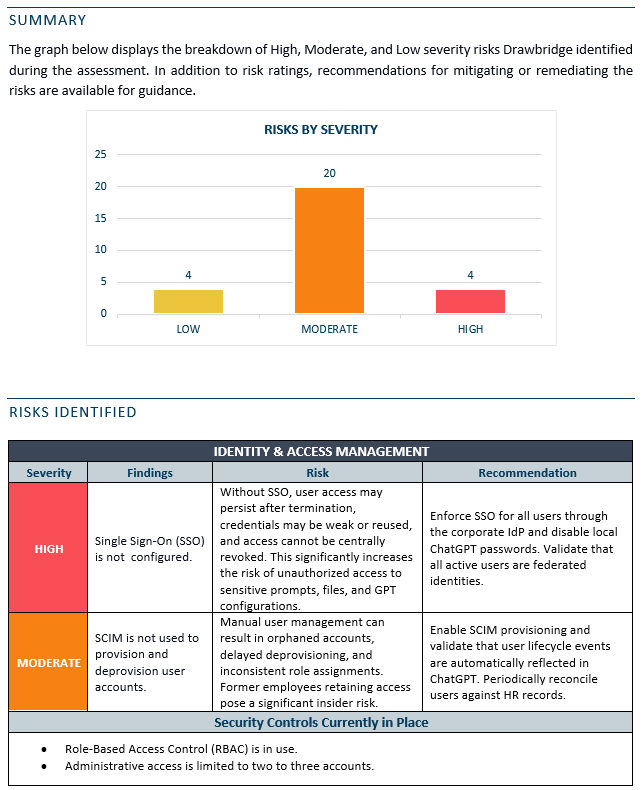 SUMMARY
The graph below displays the breakdown of High, Moderate, and Low severity risks Drawbridge identified
during the assessment. In addition to risk ratings, recommendations for mitigating or remediating the
risks are available for guidance.
RISKS BY SEVERITY
25
20
15
10
5
0
4
20
4
LOW
MODERATE
HIGH
RISKS IDENTIFIED
IDENTITY & ACCESS MANAGEMENT
Severity
Findings
Risk
Recommendation
HIGH
Single Sign-On (SSO)
is not configured.
Without SSO, user access may
persist after termination,
credentials may be weak or reused,
and access cannot be centrally
revoked. This significantly increases
the risk of unauthorized access to
sensitive prompts, files, and GPT
configurations.
Enforce SSO for all users through
the corporate IdP and disable local
ChatGPT passwords. Validate that
all active users are federated
identities.
MODERATE
SCIM is not used to
provision and
deprovision user
accounts.
Manual user management can
result in orphaned accounts,
delayed deprovisioning, and
inconsistent role assignments.
Former employees retaining access
pose a significant insider risk.
Enable SCIM provisioning and
validate that user lifecycle events
are automatically reflected in
ChatGPT. Periodically reconcile
users against HR records.
Security Controls Currently in Place
• Role-Based Access Control (RBAC) is in use.
• Administrative access is limited to two to three accounts.